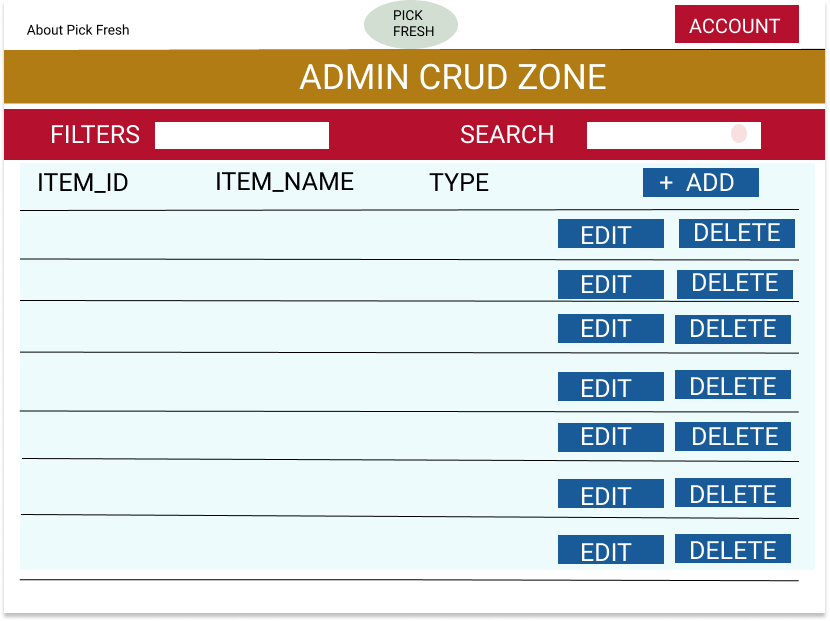 About Pick Fresh
PICK
FRESH
ACCOUNT
ADMIN CRUD ZONE
FILTERS
SEARCH
ITEM_ID ITEM_NAME TYPE + ADD
EDIT DELETE
EDIT DELETE
EDIT DELETE
EDIT DELETE
EDIT DELETE
EDIT DELETE
EDIT DELETE